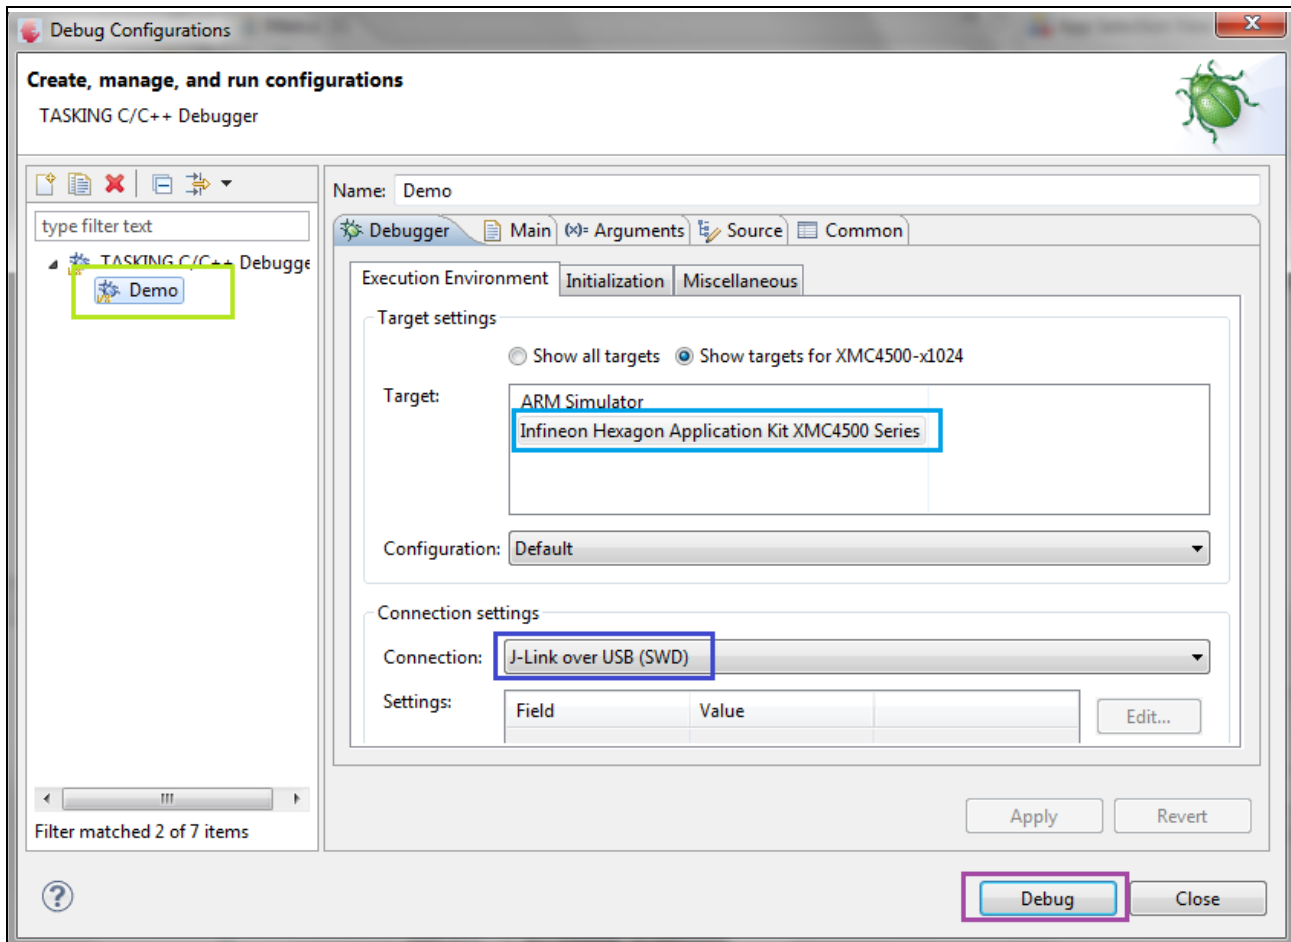 Debug Configurations
Create, manage, and run configurations
TASKING C/C++ Debugger
type filter text
TASKING C/C++ Debugge
Demo
Filter matched 2 of 7 items
Name: Demo
Debugger Main (x)= Arguments Source Common
Execution Environment Initialization Miscellaneous
Target settings
Show all targets Show targets for XMC4500-x1024
Target:
ARM Simulator
Infineon Hexagon Application Kit XMC4500 Series
Configuration: Default
Connection settings
Connection: J-Link over USB (SWD)
Settings: Field Value Edit...
Apply Revert
Debug Close